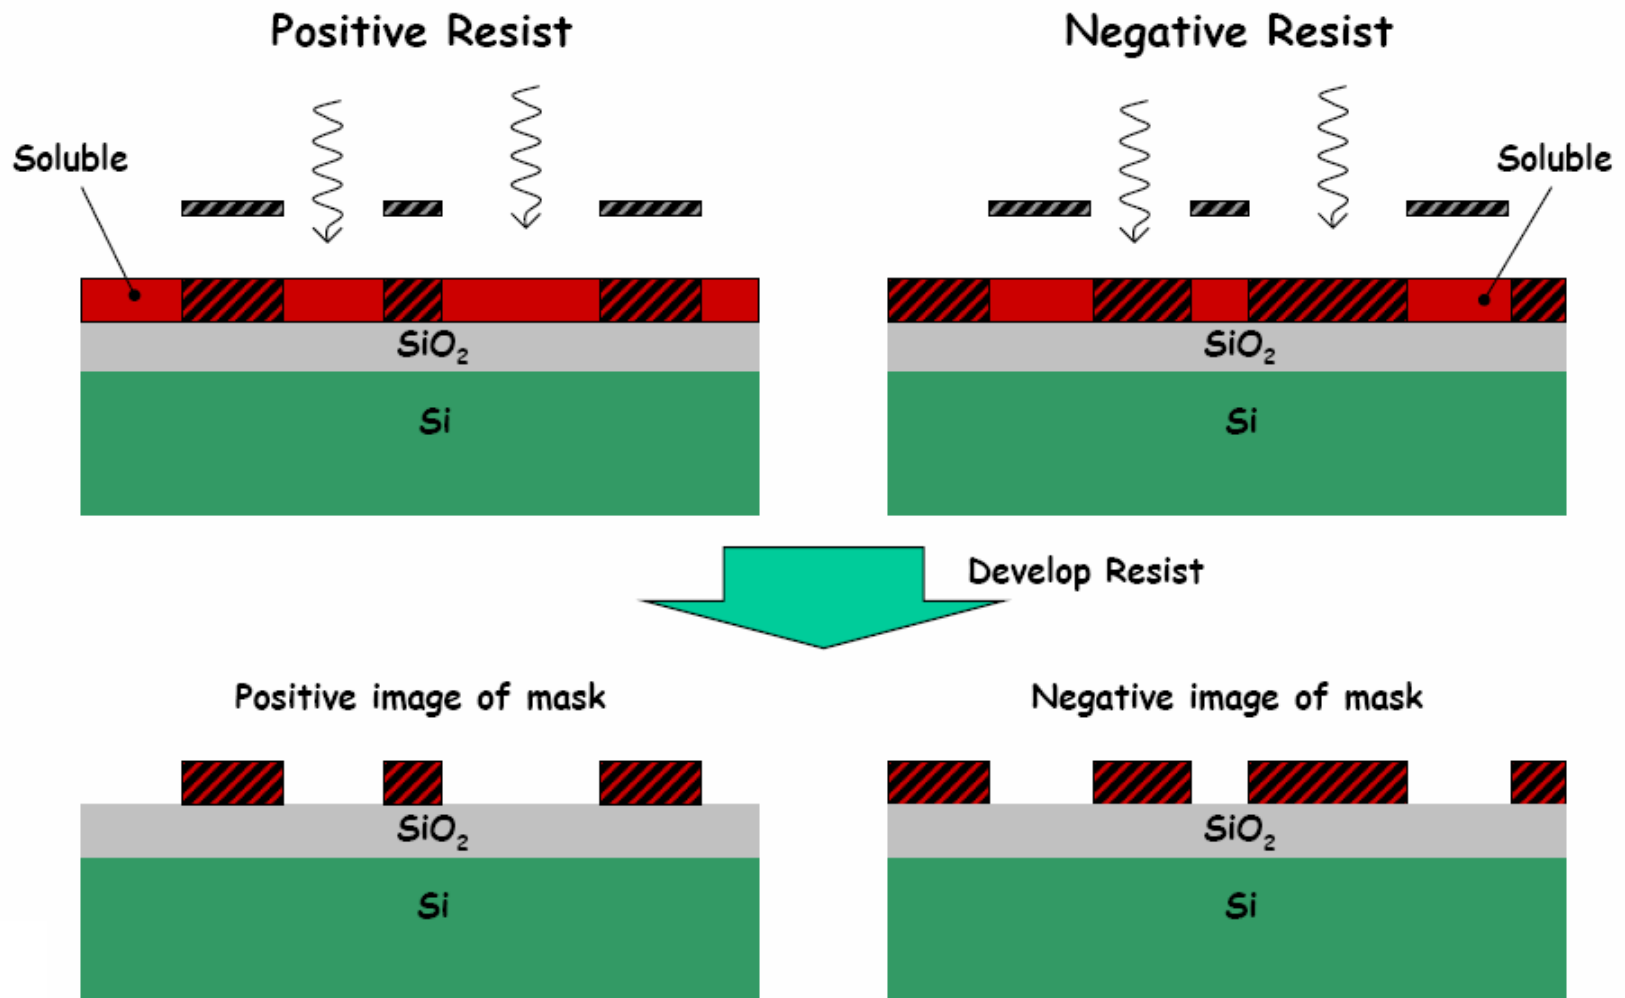 Positive Resist
Negative Resist
Soluble
Soluble
SiO₂
SiO₂
Si
Si
Develop Resist
Positive image of mask
Negative image of mask
SiO₂
SiO₂
Si
Si